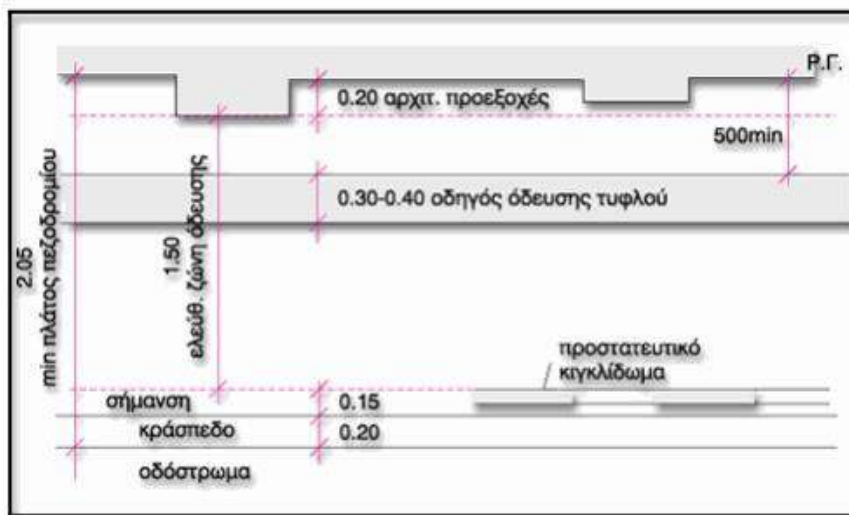 Ρ.Γ.
0.20 αρχιτ. προεξοχές
500min
0.30-0.40 οδηγός όδευσης τυφλού
2.05
min πλάτος πεζοδρομίου
1.50
ελεύθ. ζώνη όδευσης
προστατευτικό
κιγκλίδωμα
σήμανση 0.15
κράσπεδο 0.20
οδόστρωμα